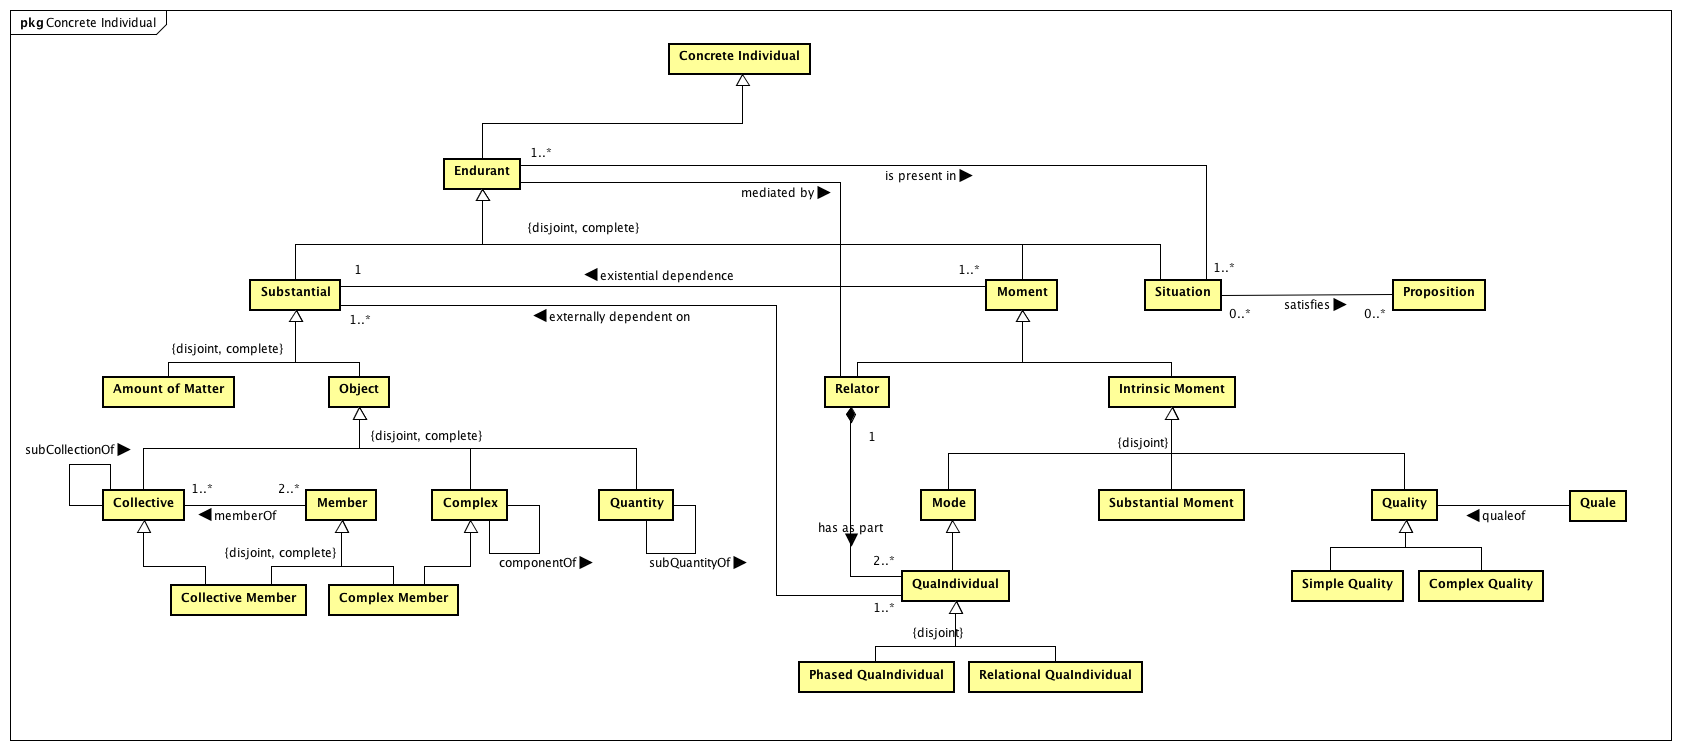 pkg Concrete Individual
Concrete Individual
1..*
Endurant
is present in
mediated by
{disjoint, complete}
1
existential dependence
1..*
1..*
Substantial
Moment
Situation
Proposition
satisfies
1..*
externally dependent on
0..*
0..*
{disjoint, complete}
Amount of Matter
Object
Relator
Intrinsic Moment
{disjoint, complete}
1
{disjoint}
subCollectionOf
1..*
2..*
Collective
Member
Complex
Quantity
Mode
Substantial Moment
Quality
Quale
memberOf
qualeof
has as part
{disjoint, complete}
componentOf
subQuantityOf
2..*
QuaIndividual
Simple Quality
Complex Quality
Collective Member
Complex Member
1..*
{disjoint}
Phased QuaIndividual
Relational QuaIndividual